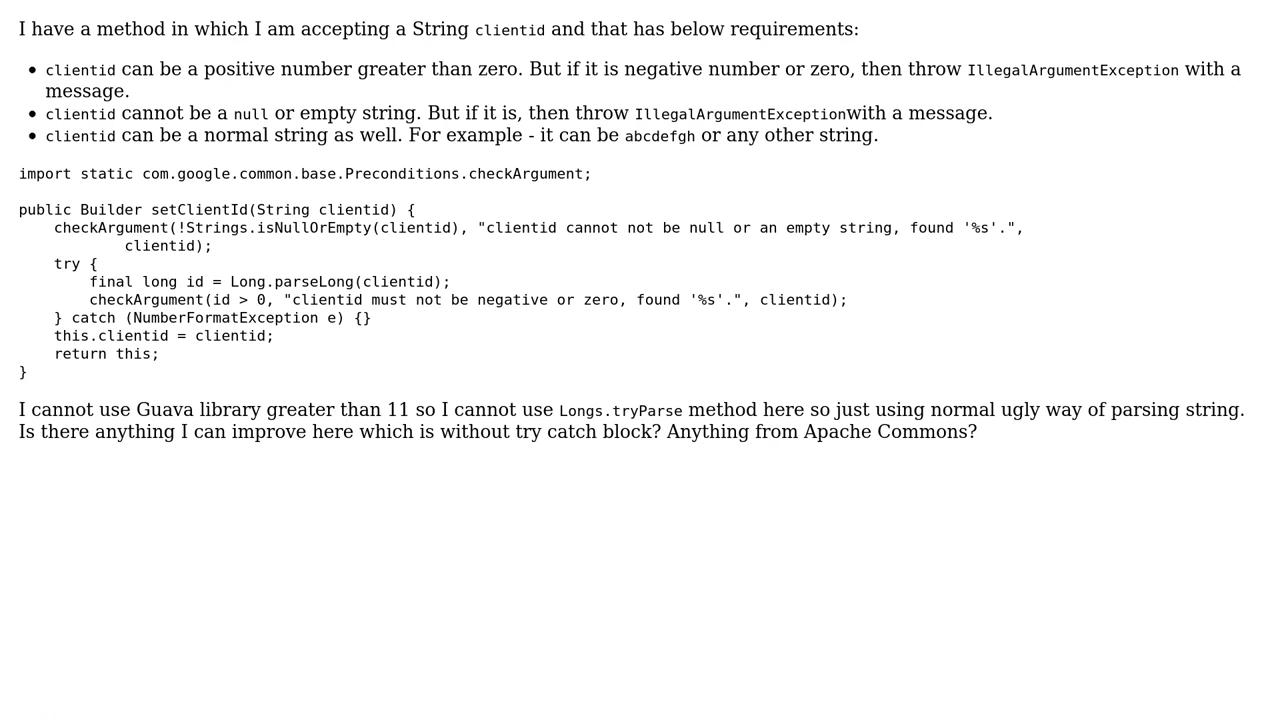 I have a method in which I am accepting a String clientid and that has below requirements:
• clientid can be a positive number greater than zero. But if it is negative number or zero, then throw IllegalArgumentException with a
message.
• clientid cannot be a null or empty string. But if it is, then throw IllegalArgumentExceptionwith a message.
• clientid can be a normal string as well. For example - it can be abcdefgh or any other string.
import static com.google.common.base.Preconditions.checkArgument;
public Builder setClientId(String clientid) {
    checkArgument(!Strings.isNullOrEmpty(clientid), "clientid cannot not be null or an empty string, found '%s'.",
            clientid);
    try {
        final long id = Long.parseLong(clientid);
        checkArgument(id > 0, "clientid must not be negative or zero, found '%s'.", clientid);
    } catch (NumberFormatException e) {}
    this.clientid = clientid;
    return this;
}
I cannot use Guava library greater than 11 so I cannot use Longs.tryParse method here so just using normal ugly way of parsing string.
Is there anything I can improve here which is without try catch block? Anything from Apache Commons?